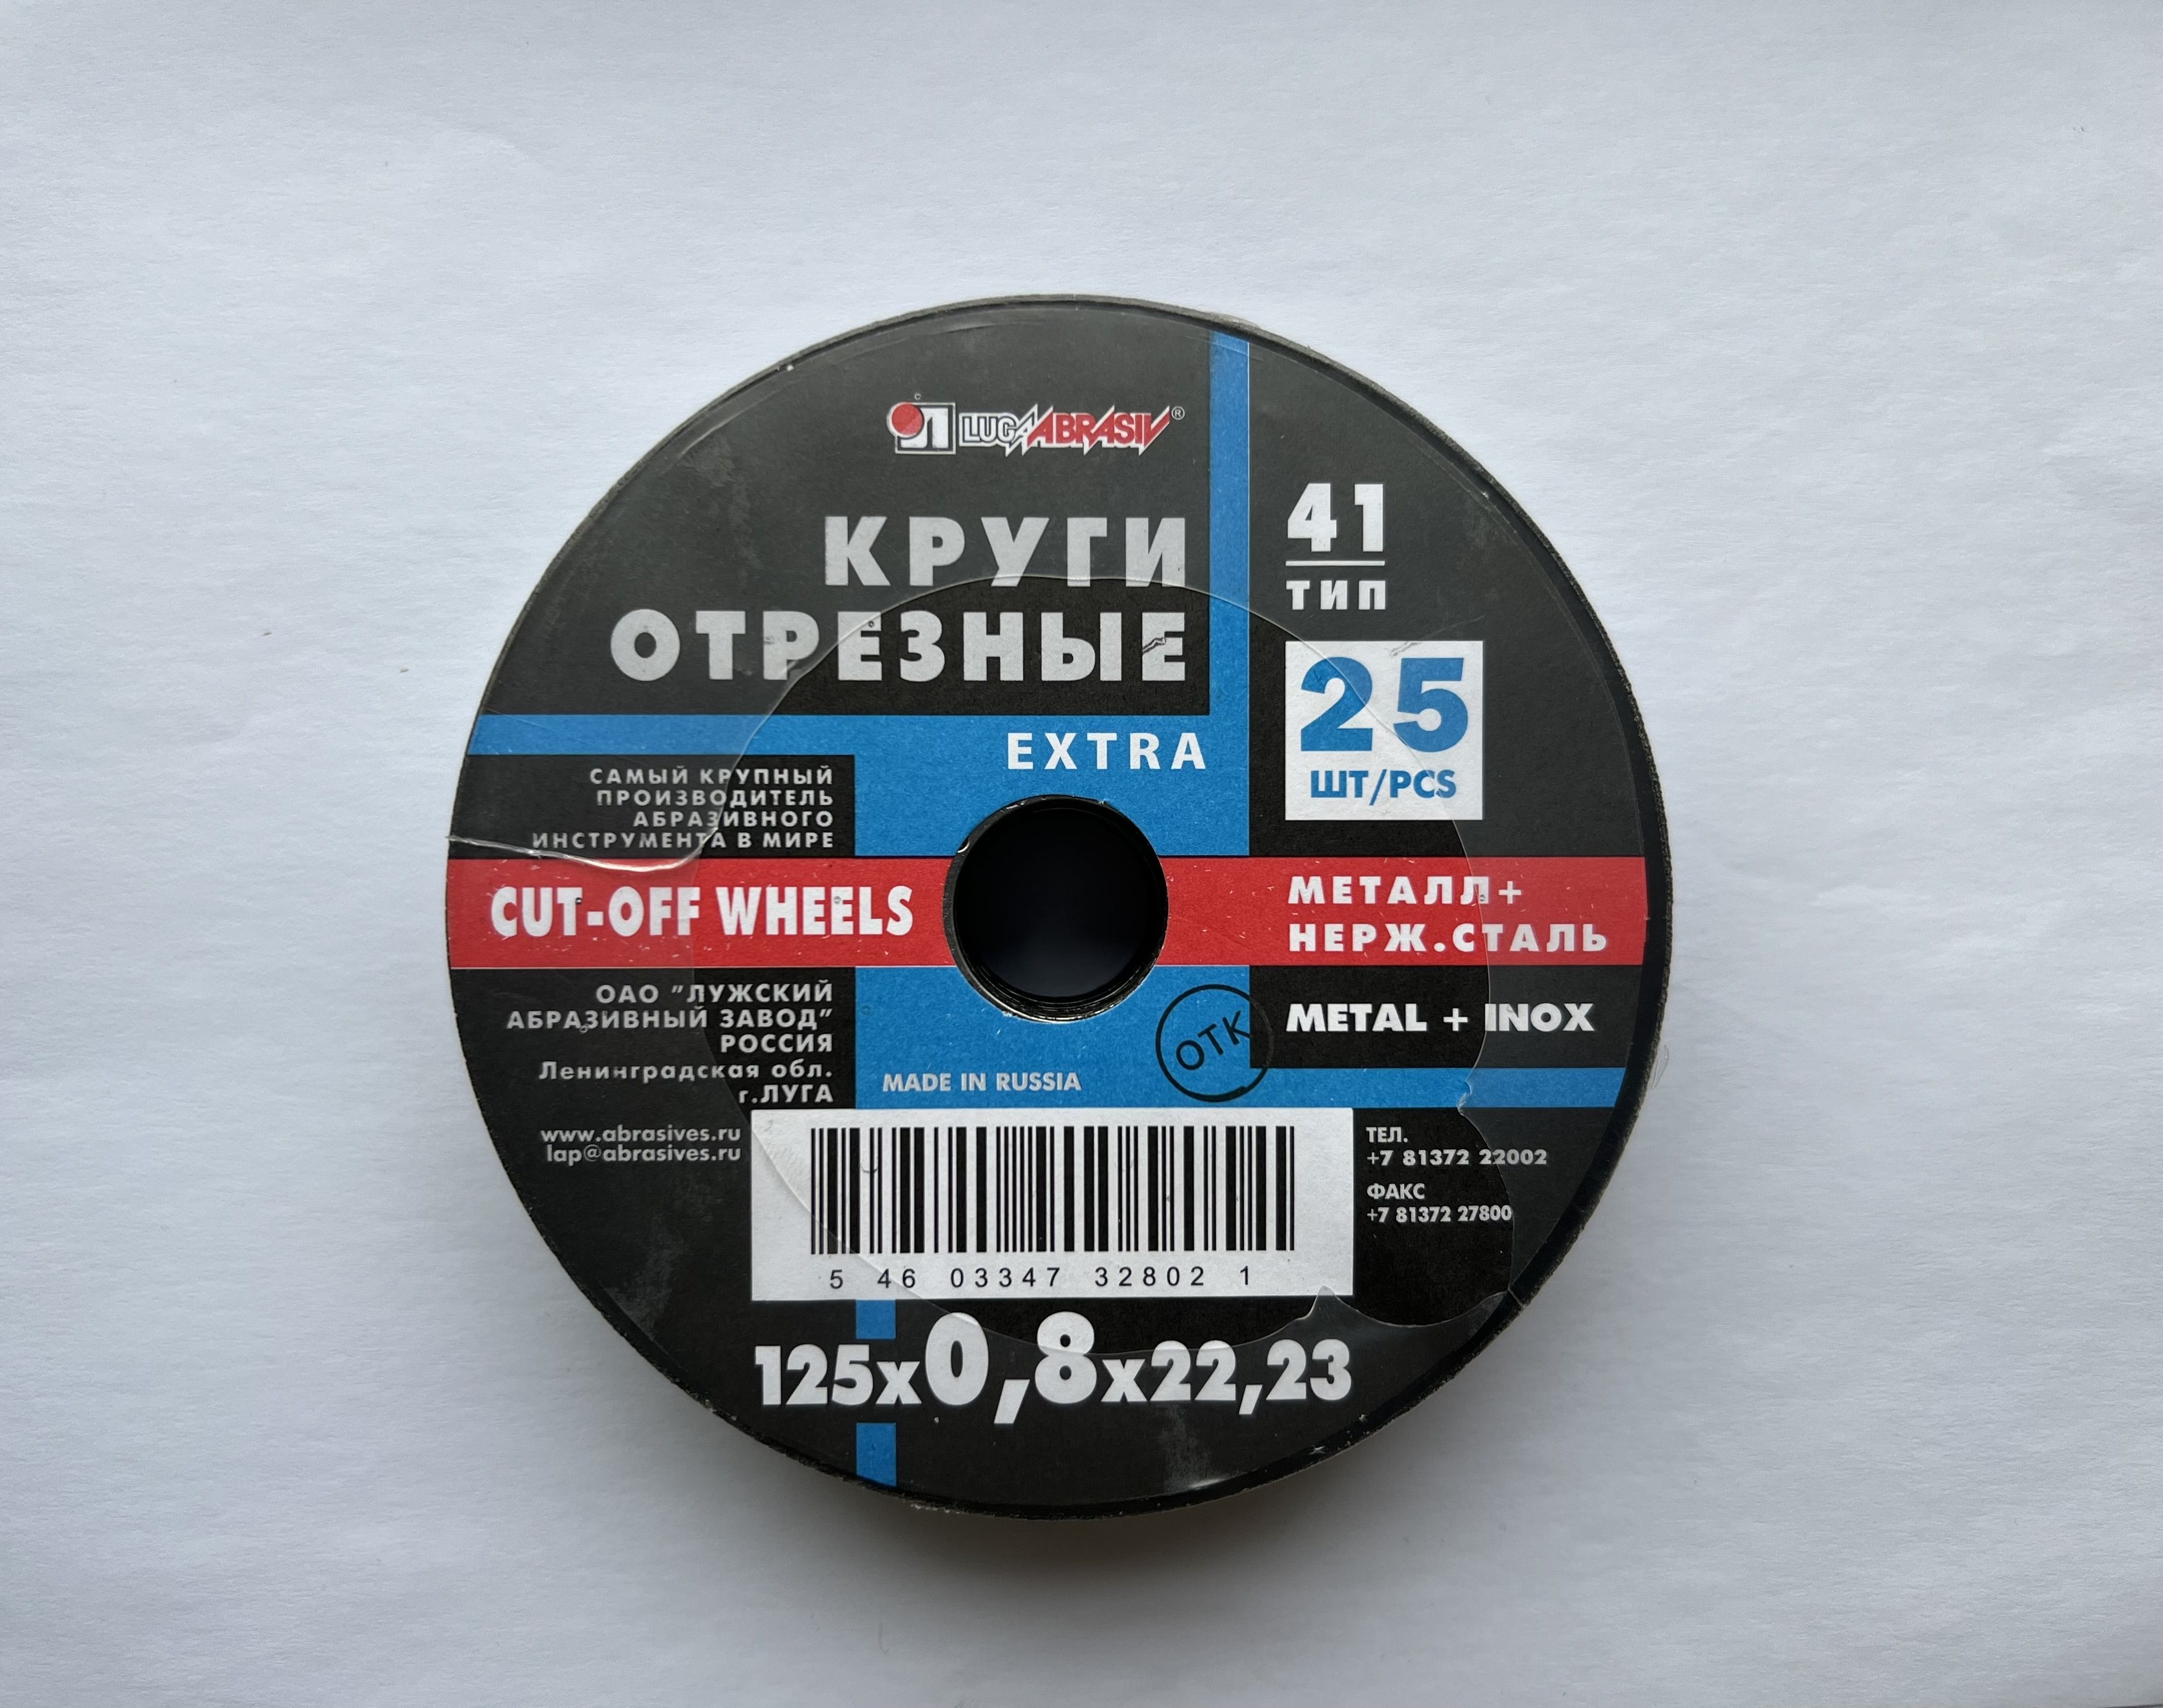 LUGAABRASIV®
КРУГИ
ОТРЕЗНЫЕ
EXTRA
41
ТИП
25
ШТ/PCS
САМЫЙ КРУПНЫЙ
ПРОИЗВОДИТЕЛЬ
АБРАЗИВНОГО
ИНСТРУМЕНТА В МИРЕ
CUT-OFF WHEELS
МЕТАЛЛ+
НЕРЖ.СТАЛЬ
METAL + INOX
ОАО "ЛУЖСКИЙ
АБРАЗИВНЫЙ ЗАВОД"
РОССИЯ
Ленинградская обл.
г.ЛУГА
MADE IN RUSSIA
ОТК
www.abrasives.ru
lap@abrasives.ru
ТЕЛ.
+7 81372 22002
ФАКС
+7 81372 27800
5 46 03347 32802 1
125x0,8x22,23